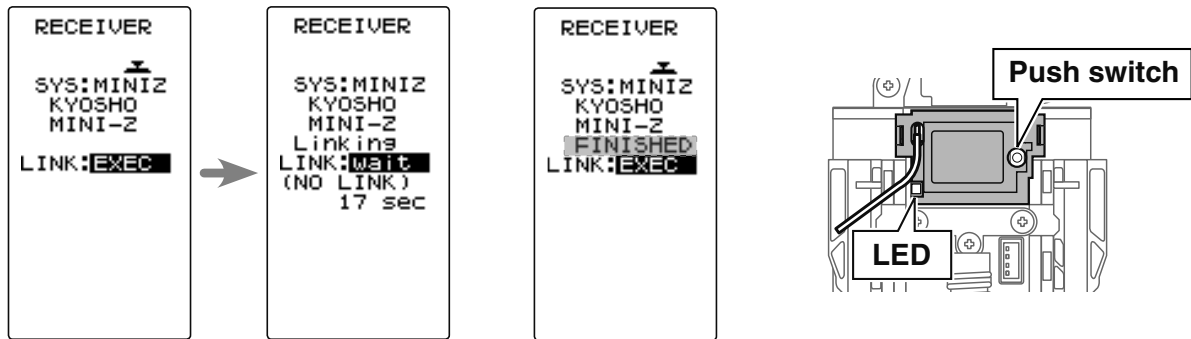 RECEIVER
SYS:MINIZ
KYOSHO
MINI-Z
LINK:EXEC
RECEIVER
SYS:MINIZ
KYOSHO
MINI-Z
Linking
LINK:wait
(NO LINK)
17 sec
RECEIVER
SYS:MINIZ
KYOSHO
MINI-Z
FINISHED
LINK:EXEC
Push switch
LED